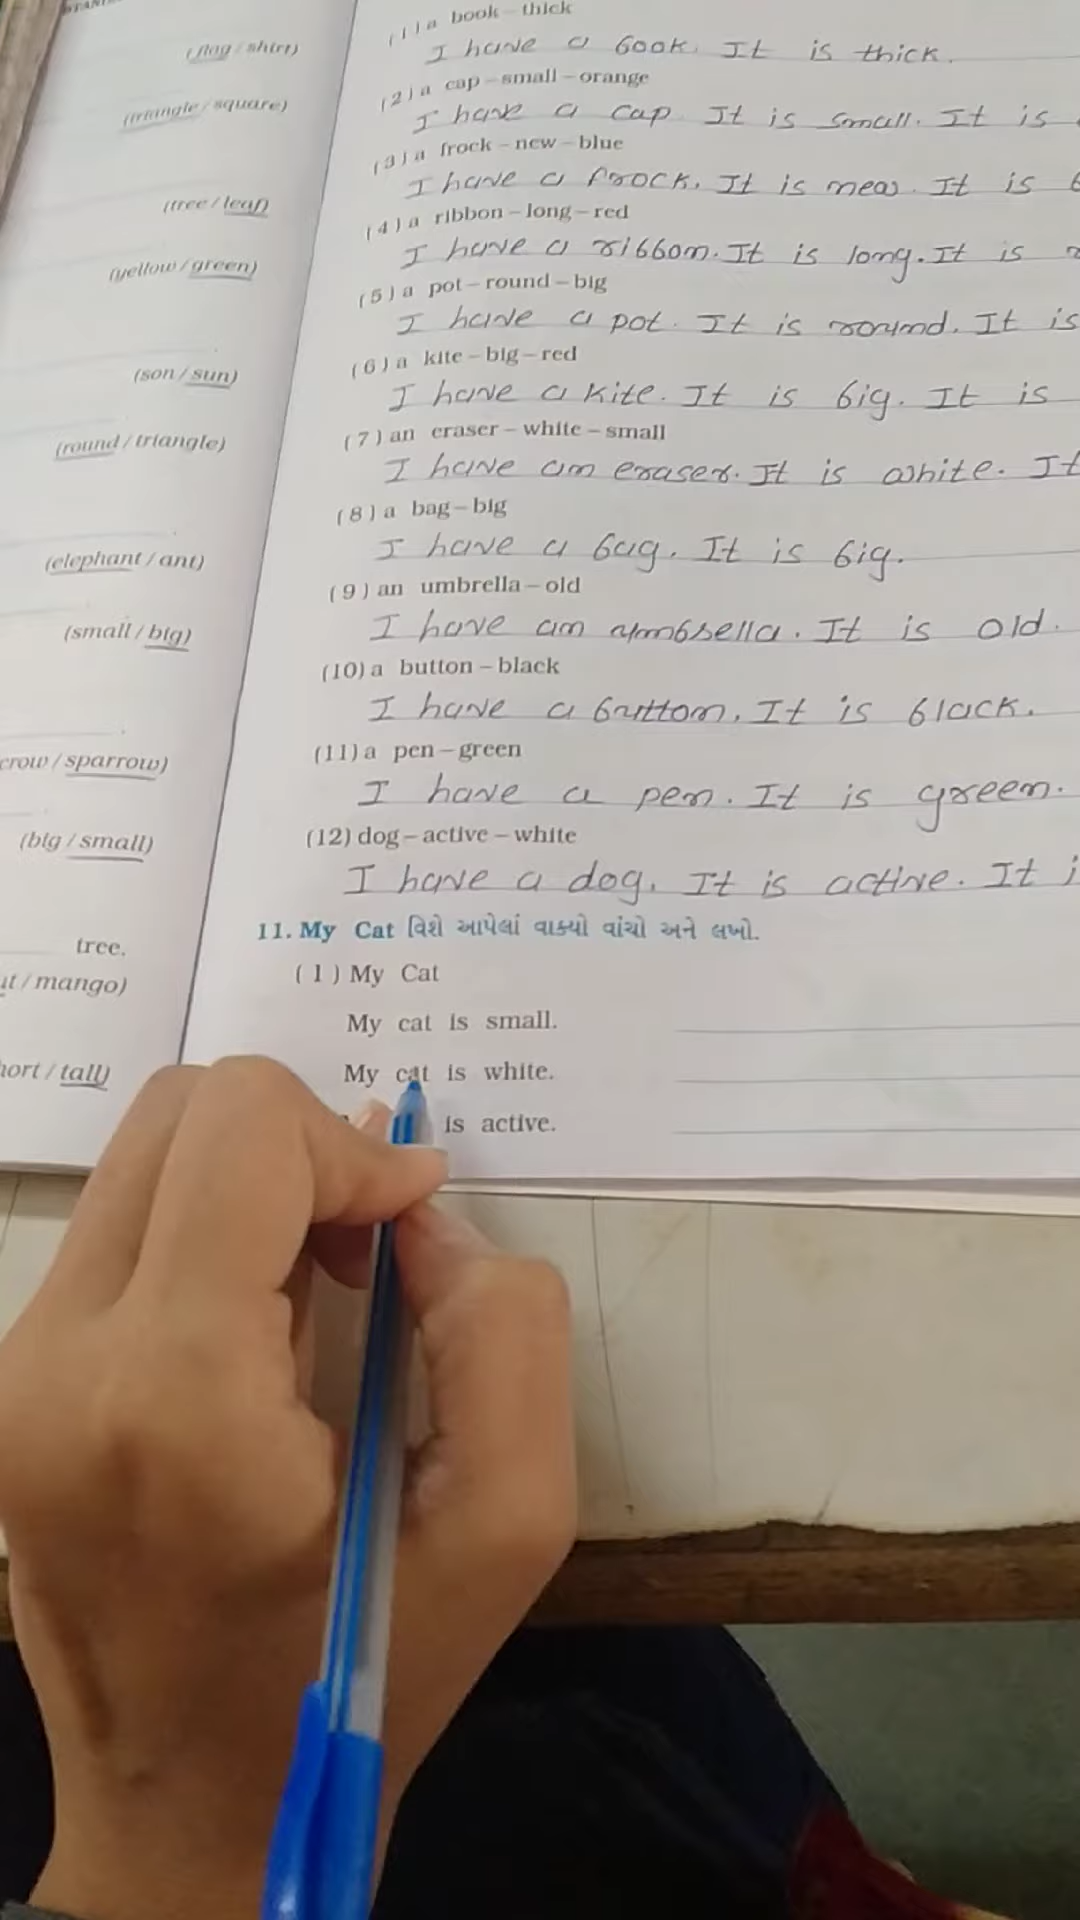 (flag / shirt)
(triangle / square)
(tree / leaf)
(yellow / green)
(son / sun)
(round / triangle)
(elephant / ant)
(small / big)
crow / sparrow)
(big / small)
tree.
ut / mango)
hort / tall)
(1) a book – thick
I have a book. It is thick.
(2) a cap – small – orange
I have a cap. It is small. It is
(3) a frock – new – blue
I have a frock. It is new. It is
(4) a ribbon – long – red
I have a ribbon. It is long. It is
(5) a pot – round – big
I have a pot. It is round. It is
(6) a kite – big – red
I have a kite. It is big. It is
(7) an eraser – white – small
I have an eraser. It is white. It
(8) a bag – big
I have a bag. It is big.
(9) an umbrella – old
I have an umbrella. It is old.
(10) a button – black
I have a button. It is black.
(11) a pen – green
I have a pen. It is green.
(12) dog – active – white
I have a dog. It is active. It i
11. My Cat વિશે આપેલાં વાક્યો વાંચો અને લખો.
(1) My Cat
My cat is small.
My cat is white.
is active.